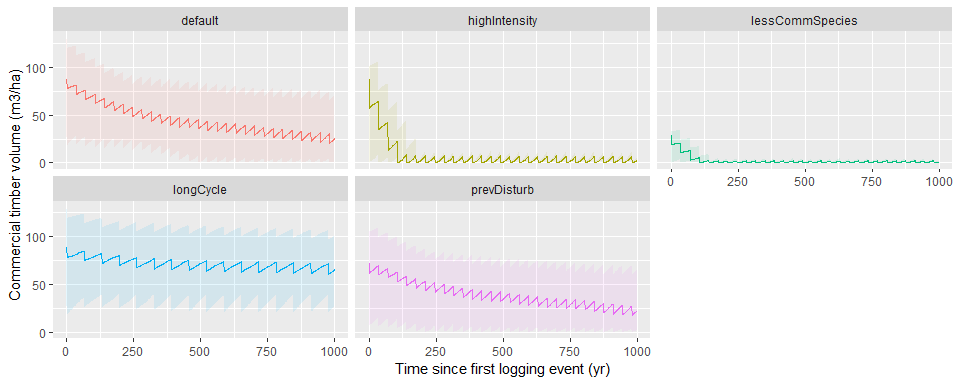 default highIntensity lessCommSpecies
100
50
0
0 250 500 750 1000
longCycle prevDisturb
100
50
0
0 250 500 750 1000 0 250 500 750 1000
Commercial timber volume (m3/ha)
Time since first logging event (yr)